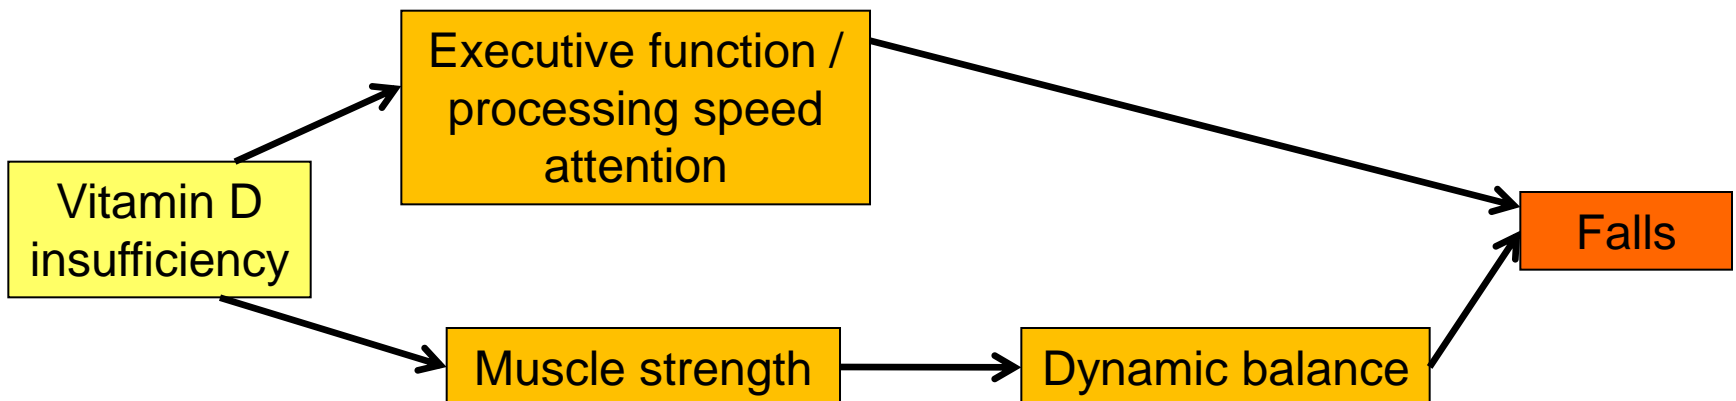 Executive function /
processing speed
attention
Vitamin D
insufficiency
Falls
Muscle strength
Dynamic balance